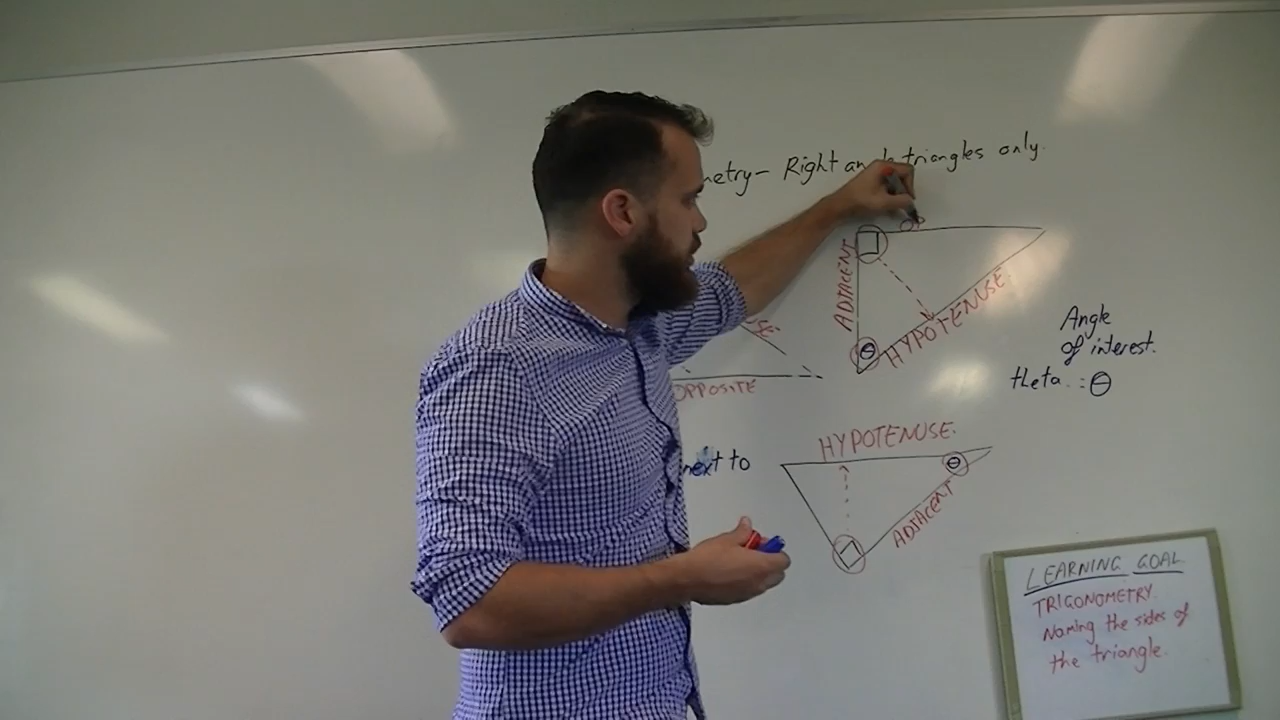 Right triangles only.
ADJACENT
HYPOTENUSE.
Angle
of interest.
theta :: Θ
OPPOSITE
next to
HYPOTENUSE.
Θ
ADJACENT
Θ
LEARNING GOAL
TRIGONOMETRY.
Naming the sides of
the triangle.